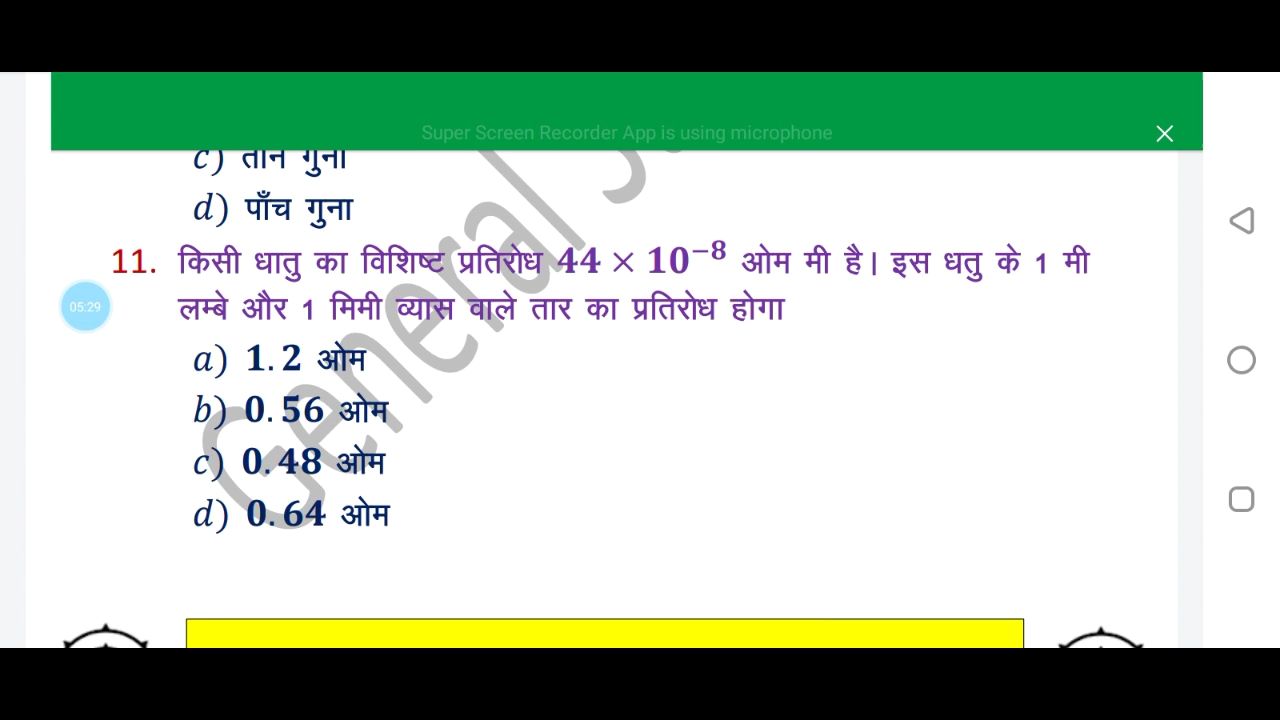 Super Screen Recorder App is using microphone
c) तीन गुना
d) पाँच गुना
11. किसी धातु का विशिष्ट प्रतिरोध 44 × 10⁻⁸ ओम मी है। इस धतु के 1 मी
05:29
लम्बे और 1 मिमी व्यास वाले तार का प्रतिरोध होगा
a) 1.2 ओम
b) 0.56 ओम
c) 0.48 ओम
d) 0.64 ओम
General